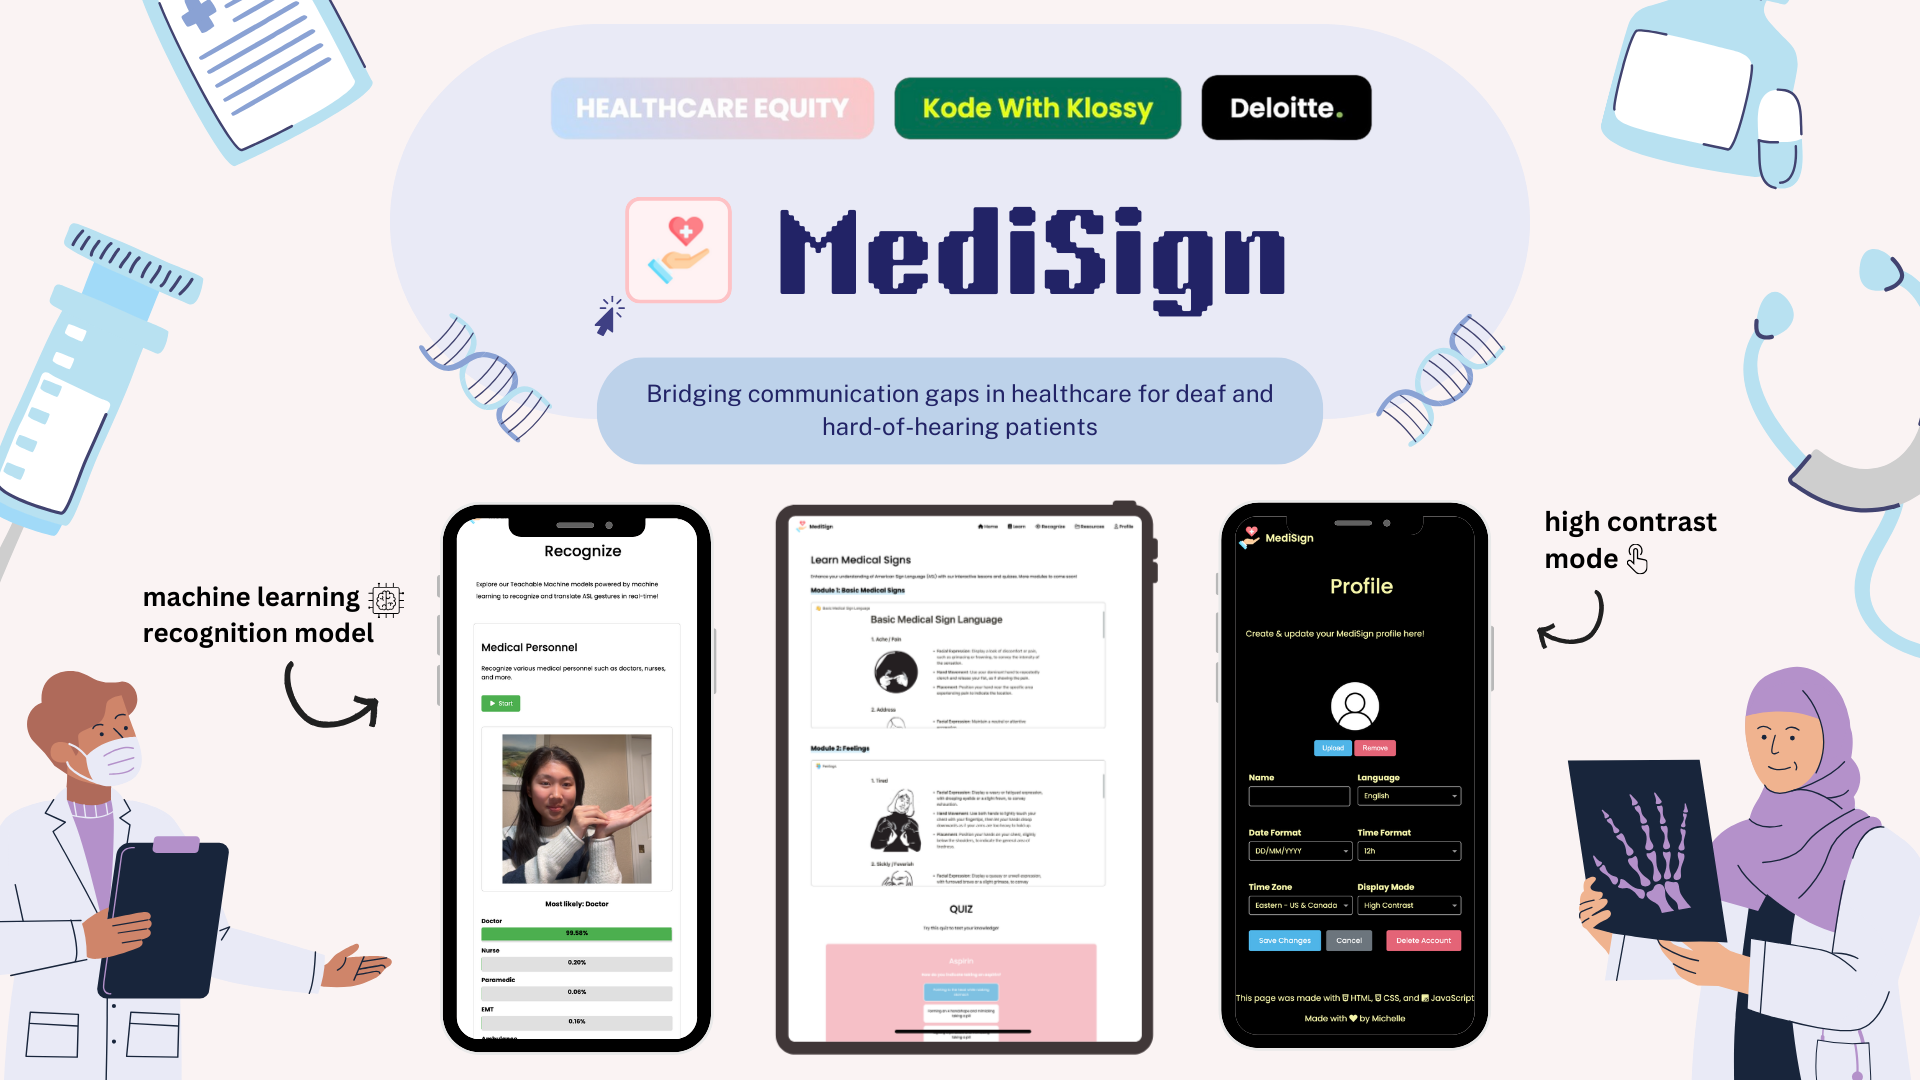 HEALTHCARE EQUITY
Kode With Klossy
Deloitte.
MediSign
Bridging communication gaps in healthcare for deaf and
hard-of-hearing patients
machine learning
recognition model
Recognize
Explore our Teachable Machine models powered by machine
learning to recognize and translate ASL gestures in real-time!
Medical Personnel
Recognize various medical personnel such as doctors, nurses,
and more.
Start
Most likely: Doctor
Doctor
99.58%
Nurse
0.20%
Paramedic
0.06%
EMT
0.16%
MediSign
Home
Learn
Recognize
Resources
Profile
Learn Medical Signs
Enhance your understanding of American Sign Language (ASL) with our interactive lessons and quizzes. More modules to come soon!
Module 1: Basic Medical Signs
Basic Medical Sign Language
Basic Medical Sign Language
1. Ache / Pain
2. Address
Module 2: Feelings
Feelings
1. Tired
2. Sickly / Feverish
QUIZ
Try this quiz to test your knowledge!
Aspirin
high contrast
mode
MediSign
Profile
Create & update your MediSign profile here!
Upload
Remove
Name
Language
English
Date Format
Time Format
DD/MM/YYYY
12h
Time Zone
Display Mode
Eastern - US & Canada
High Contrast
Save Changes
Cancel
Delete Account
This page was made with HTML, CSS, and JavaScript
Made with ❤ by Michelle